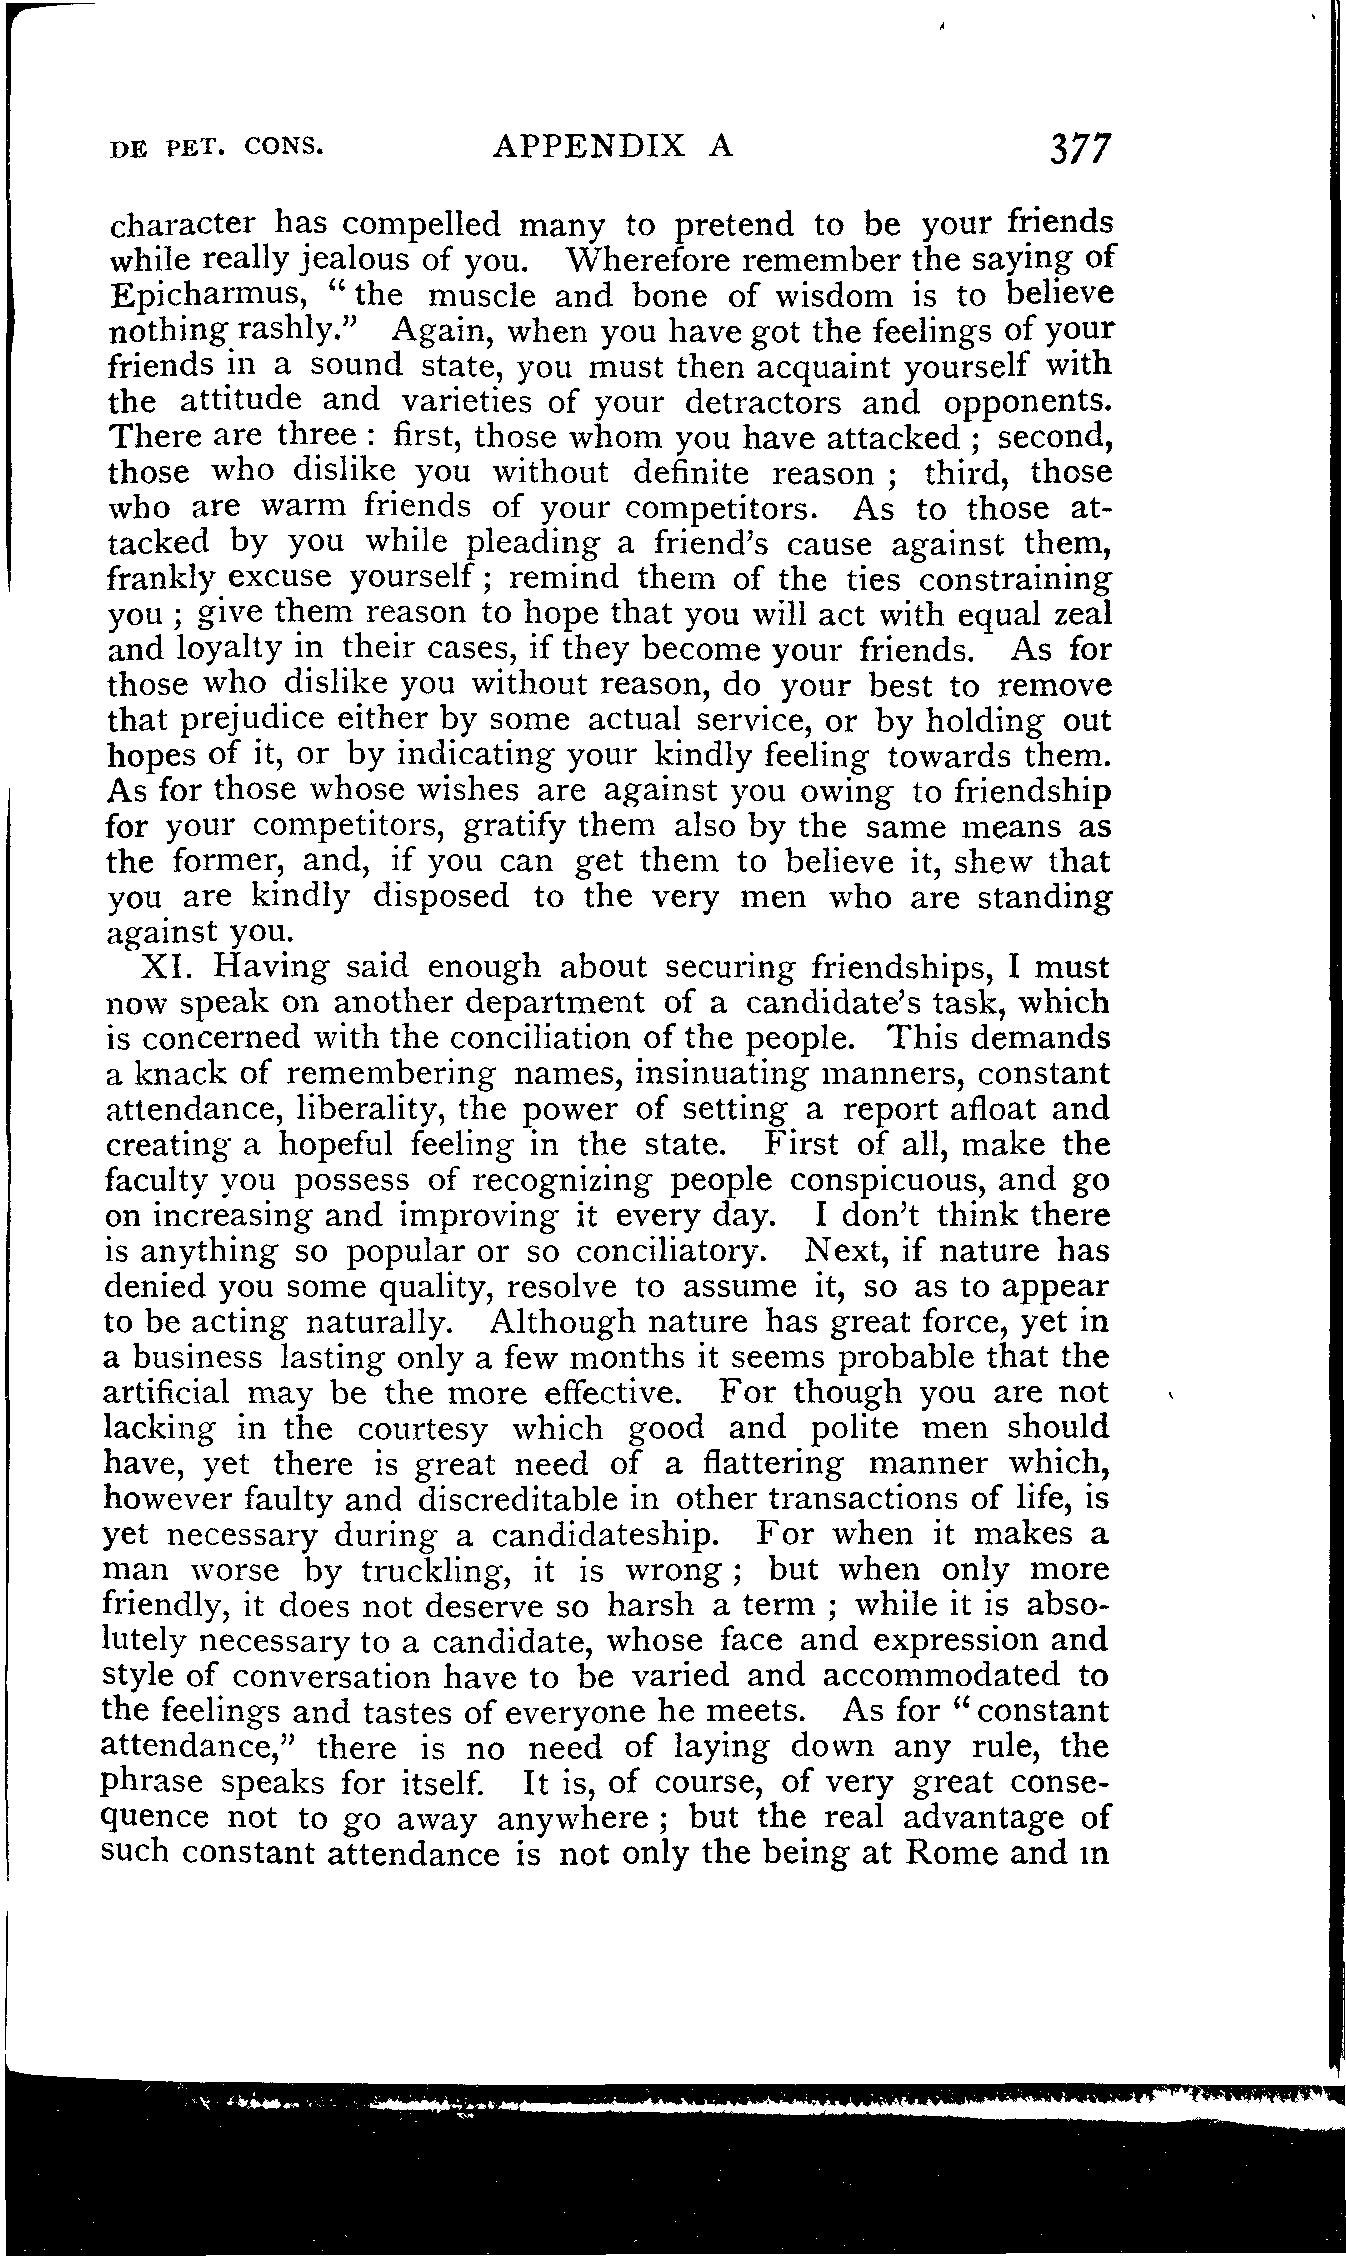 DE PET. CONS. APPENDIX A 377
character has compelled many to pretend to be your friends
while really jealous of you. Wherefore remember the saying of
Epicharmus, “the muscle and bone of wisdom is to believe
nothing rashly.” Again, when you have got the feelings of your
friends in a sound state, you must then acquaint yourself with
the attitude and varieties of your detractors and opponents.
There are three : first, those whom you have attacked ; second,
those who dislike you without definite reason ; third, those
who are warm friends of your competitors. As to those at-
tacked by you while pleading a friend’s cause against them,
frankly excuse yourself ; remind them of the ties constraining
you ; give them reason to hope that you will act with equal zeal
and loyalty in their cases, if they become your friends. As for
those who dislike you without reason, do your best to remove
that prejudice either by some actual service, or by holding out
hopes of it, or by indicating your kindly feeling towards them.
As for those whose wishes are against you owing to friendship
for your competitors, gratify them also by the same means as
the former, and, if you can get them to believe it, shew that
you are kindly disposed to the very men who are standing
against you.
XI. Having said enough about securing friendships, I must
now speak on another department of a candidate’s task, which
is concerned with the conciliation of the people. This demands
a knack of remembering names, insinuating manners, constant
attendance, liberality, the power of setting a report afloat and
creating a hopeful feeling in the state. First of all, make the
faculty you possess of recognizing people conspicuous, and go
on increasing and improving it every day. I don’t think there
is anything so popular or so conciliatory. Next, if nature has
denied you some quality, resolve to assume it, so as to appear
to be acting naturally. Although nature has great force, yet in
a business lasting only a few months it seems probable that the
artificial may be the more effective. For though you are not
lacking in the courtesy which good and polite men should
have, yet there is great need of a flattering manner which,
however faulty and discreditable in other transactions of life, is
yet necessary during a candidateship. For when it makes a
man worse by truckling, it is wrong ; but when only more
friendly, it does not deserve so harsh a term ; while it is abso-
lutely necessary to a candidate, whose face and expression and
style of conversation have to be varied and accommodated to
the feelings and tastes of everyone he meets. As for “constant
attendance,” there is no need of laying down any rule, the
phrase speaks for itself. It is, of course, of very great conse-
quence not to go away anywhere ; but the real advantage of
such constant attendance is not only the being at Rome and in